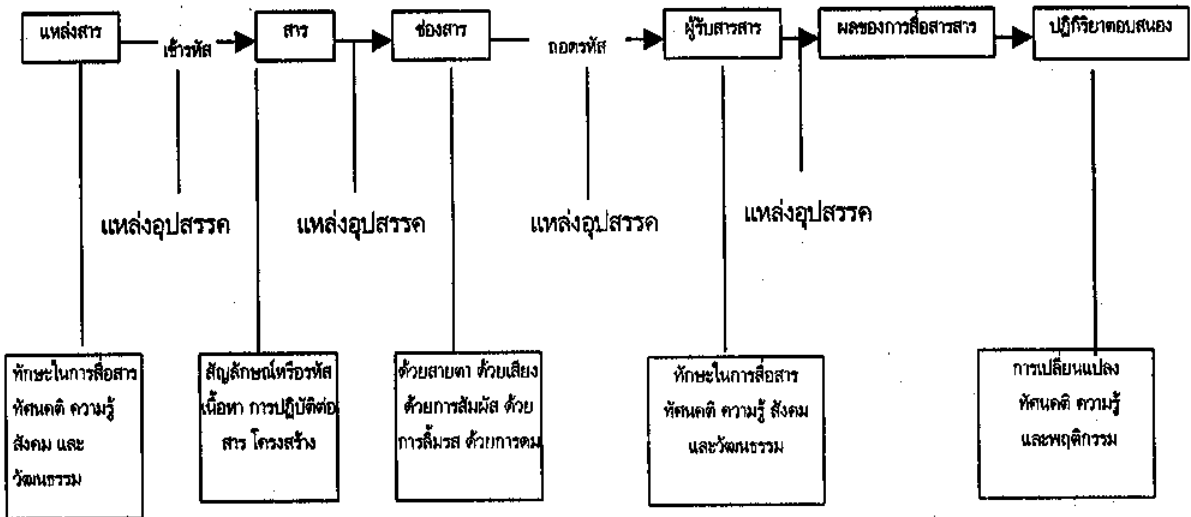 แหล่งสาร
เข้ารหัส
สาร
ช่องสาร
ถอดรหัส
ผู้รับสารสาร
ผลของการสื่อสารสาร
ปฏิกิริยาตอบสนอง
แหล่งอุปสรรค
แหล่งอุปสรรค
แหล่งอุปสรรค
แหล่งอุปสรรค
ทักษะในการสื่อสาร
ทัศนคติ ความรู้
สังคม และ
วัฒนธรรม
สัญลักษณ์หรือรหัส
เนื้อหา การปฏิบัติต่อ
สาร โครงสร้าง
ด้วยสายตา ด้วยเสียง
ด้วยการสัมผัส ด้วย
การลิ้มรส ด้วยการดม
ทักษะในการสื่อสาร
ทัศนคติ ความรู้ สังคม
และวัฒนธรรม
การเปลี่ยนแปลง
ทัศนคติ ความรู้
และพฤติกรรม